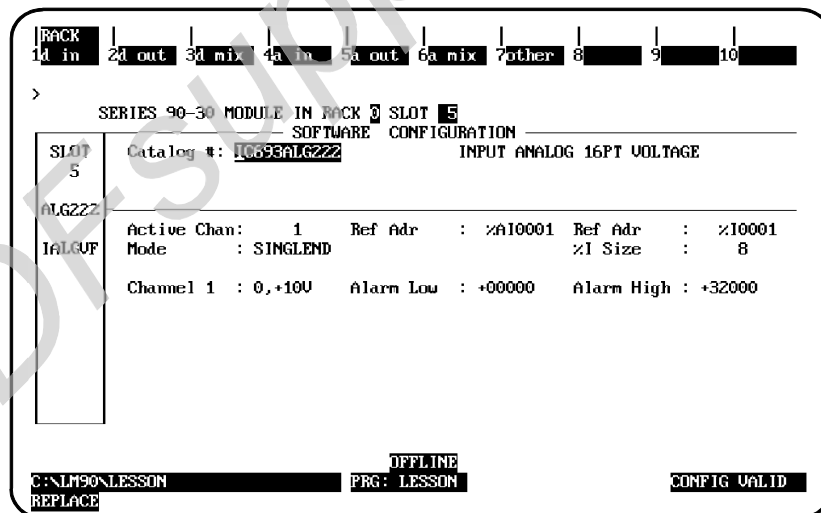 RACK
1d in 2d out 3d mix 4a in 5a out 6a mix 7other 8 9 10
>
SERIES 90-30 MODULE IN RACK 0 SLOT 5
SOFTWARE CONFIGURATION
SLOT Catalog #: IC693ALG222 INPUT ANALOG 16PT VOLTAGE
5
ALG222
Active Chan: 1 Ref Adr : %AI0001 Ref Adr : %I0001
IALGVF Mode : SINGLEND %I Size : 8
Channel 1 : 0,+10V Alarm Low : +00000 Alarm High : +32000
OFFLINE
C:\LM90\LESSON PRG: LESSON CONFIG VALID
REPLACE